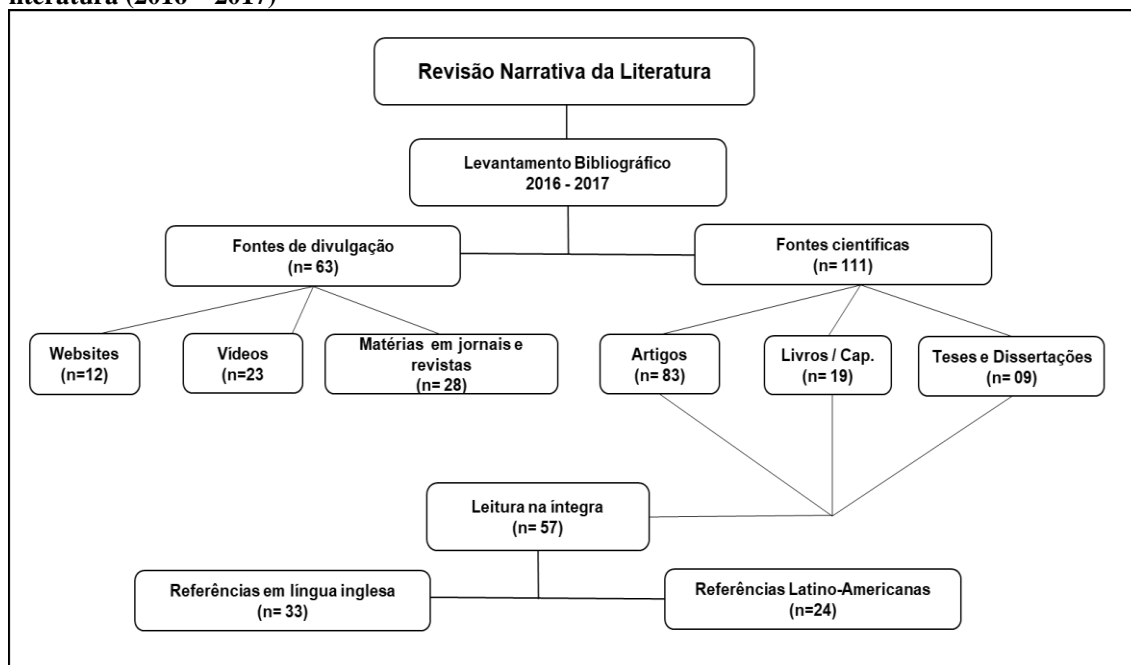 literatura (2016 – 2017)
Revisão Narrativa da Literatura
Levantamento Bibliográfico
2016 - 2017
Fontes de divulgação
(n= 63)
Fontes científicas
(n= 111)
Websites
(n=12)
Vídeos
(n=23
Matérias em jornais e
revistas
(n= 28)
Artigos
(n= 83)
Livros / Cap.
(n= 19)
Teses e Dissertações
(n= 09)
Leitura na íntegra
(n= 57)
Referências em língua inglesa
(n= 33)
Referências Latino-Americanas
(n=24)